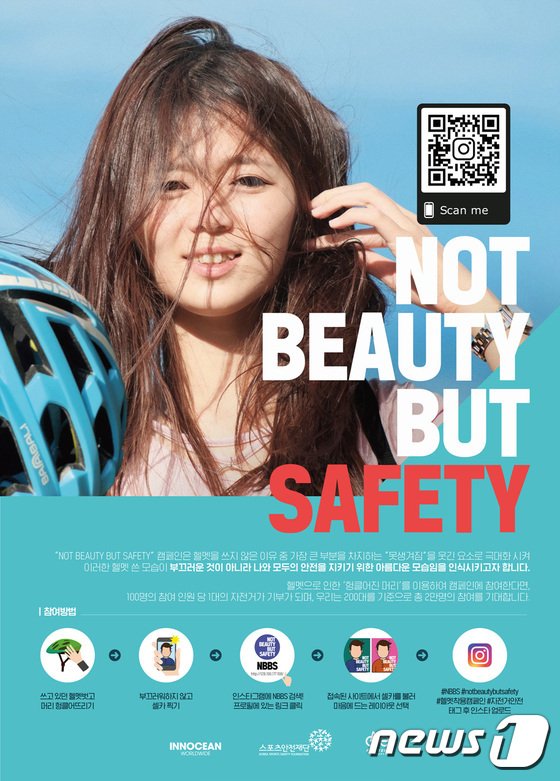 Scan me
NOT
BEAUTY
BUT
SAFETY
BARBALI
"NOT BEAUTY BUT SAFETY" 캠페인은 헬멧을 쓰지 않은 이유 중 가장 큰 부분을 차지하는 "못생겨짐"을 웃긴 요소로 극대화 시켜
이러한 헬멧 쓴 모습이 부끄러운 것이 아니라 나와 모두의 안전을 지키기 위한 아름다운 모습임을 인식시키고자 합니다.
헬멧으로 인한 '헝클어진 머리'를 이용하여 캠페인에 참여한다면,
100명의 참여 인원 당 1대의 자전거가 기부가 되며, 우리는 200대를 기준으로 총 2만명의 참여를 기대합니다.
| 참여방법
NOT
BEAUTY
BUT
SAFETY
NBBS
쓰고 있던 헬멧벗고
머리 헝클어뜨리기
부끄러워하지 않고
셀카 찍기
인스타그램에 NBBS 검색!
프로필에 있는 링크 클릭
접속된 사이트에서 셀카를 불러
마음에 드는 레이아웃 선택
#NBBS #notbeautybutsafety
#헬멧착용캠페인 #자전거안전
태그 후 인스타 업로드
INNOCEAN
WORLDWIDE
스포츠안전재단
KOREA SPORTS SAFETY FOUNDATION
news1